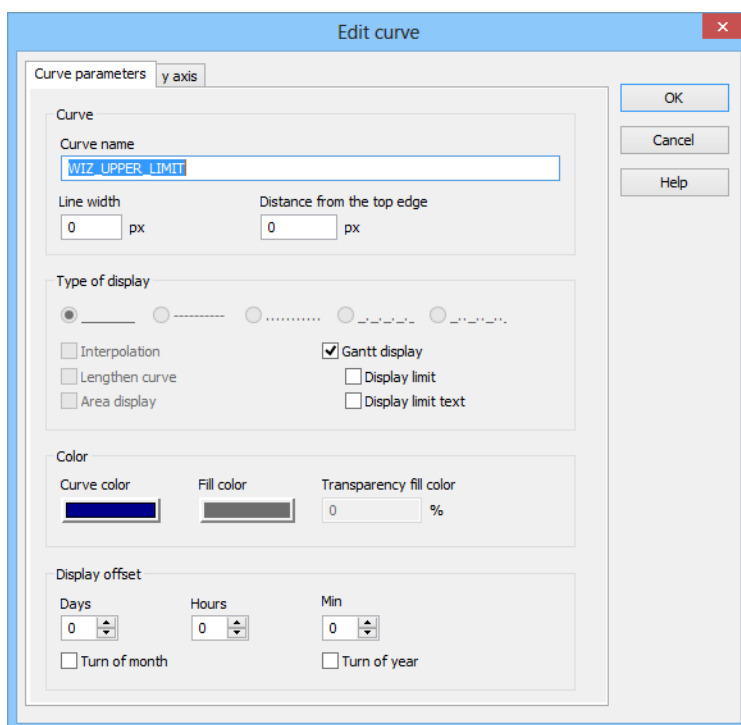 Edit curve
Curve parameters y axis
OK
Cancel
Help
Curve
Curve name
WIZ_UPPER_LIMIT
Line width Distance from the top edge
0 px 0 px
Type of display
_______ ---------- ........... _._._._._ _.._.._..
Interpolation Gantt display
Lengthen curve Display limit
Area display Display limit text
Color
Curve color Fill color Transparency fill color
0 %
Display offset
Days Hours Min
0 0 0
Turn of month Turn of year